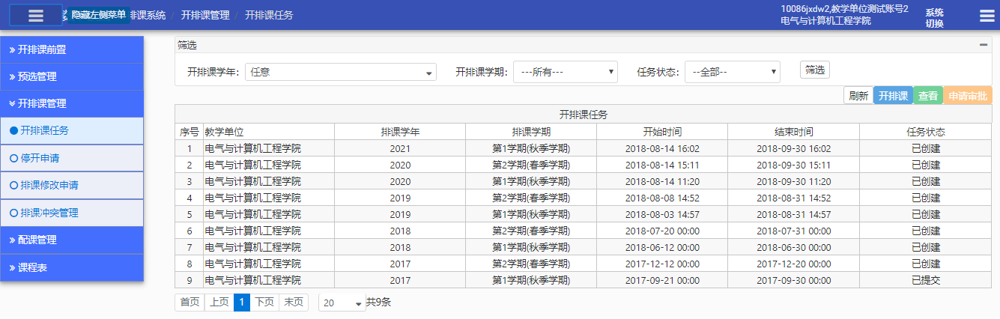 隐藏左侧菜单 排课系统 / 开排课管理 / 开排课任务
10086jxdw2,教学单位测试账号2
电气与计算机工程学院
系统
切换
开排课前置
预选管理
开排课管理
开排课任务
停开申请
排课修改申请
排课冲突管理
配课管理
课程表
筛选
开排课学年: 任意 开排课学期: ---所有--- 任务状态: --全部-- 筛选
刷新 开排课 查看 申请审批
开排课任务
序号 教学单位 排课学年 排课学期 开始时间 结束时间 任务状态
1 电气与计算机工程学院 2021 第1学期(秋季学期) 2018-08-14 16:02 2018-09-30 16:02 已创建
2 电气与计算机工程学院 2020 第2学期(春季学期) 2018-08-14 15:11 2018-09-30 15:11 已创建
3 电气与计算机工程学院 2020 第1学期(秋季学期) 2018-08-14 11:20 2018-09-30 11:20 已创建
4 电气与计算机工程学院 2019 第2学期(春季学期) 2018-08-08 14:52 2018-08-31 14:52 已创建
5 电气与计算机工程学院 2019 第1学期(秋季学期) 2018-08-03 14:57 2018-08-31 14:57 已创建
6 电气与计算机工程学院 2018 第2学期(春季学期) 2018-07-20 00:00 2018-07-31 00:00 已创建
7 电气与计算机工程学院 2018 第1学期(秋季学期) 2018-06-12 00:00 2018-06-30 00:00 已创建
8 电气与计算机工程学院 2017 第2学期(春季学期) 2017-12-12 00:00 2017-12-20 00:00 已创建
9 电气与计算机工程学院 2017 第1学期(秋季学期) 2017-09-21 00:00 2017-09-30 00:00 已提交
首页 上页 1 下页 末页 20 共9条